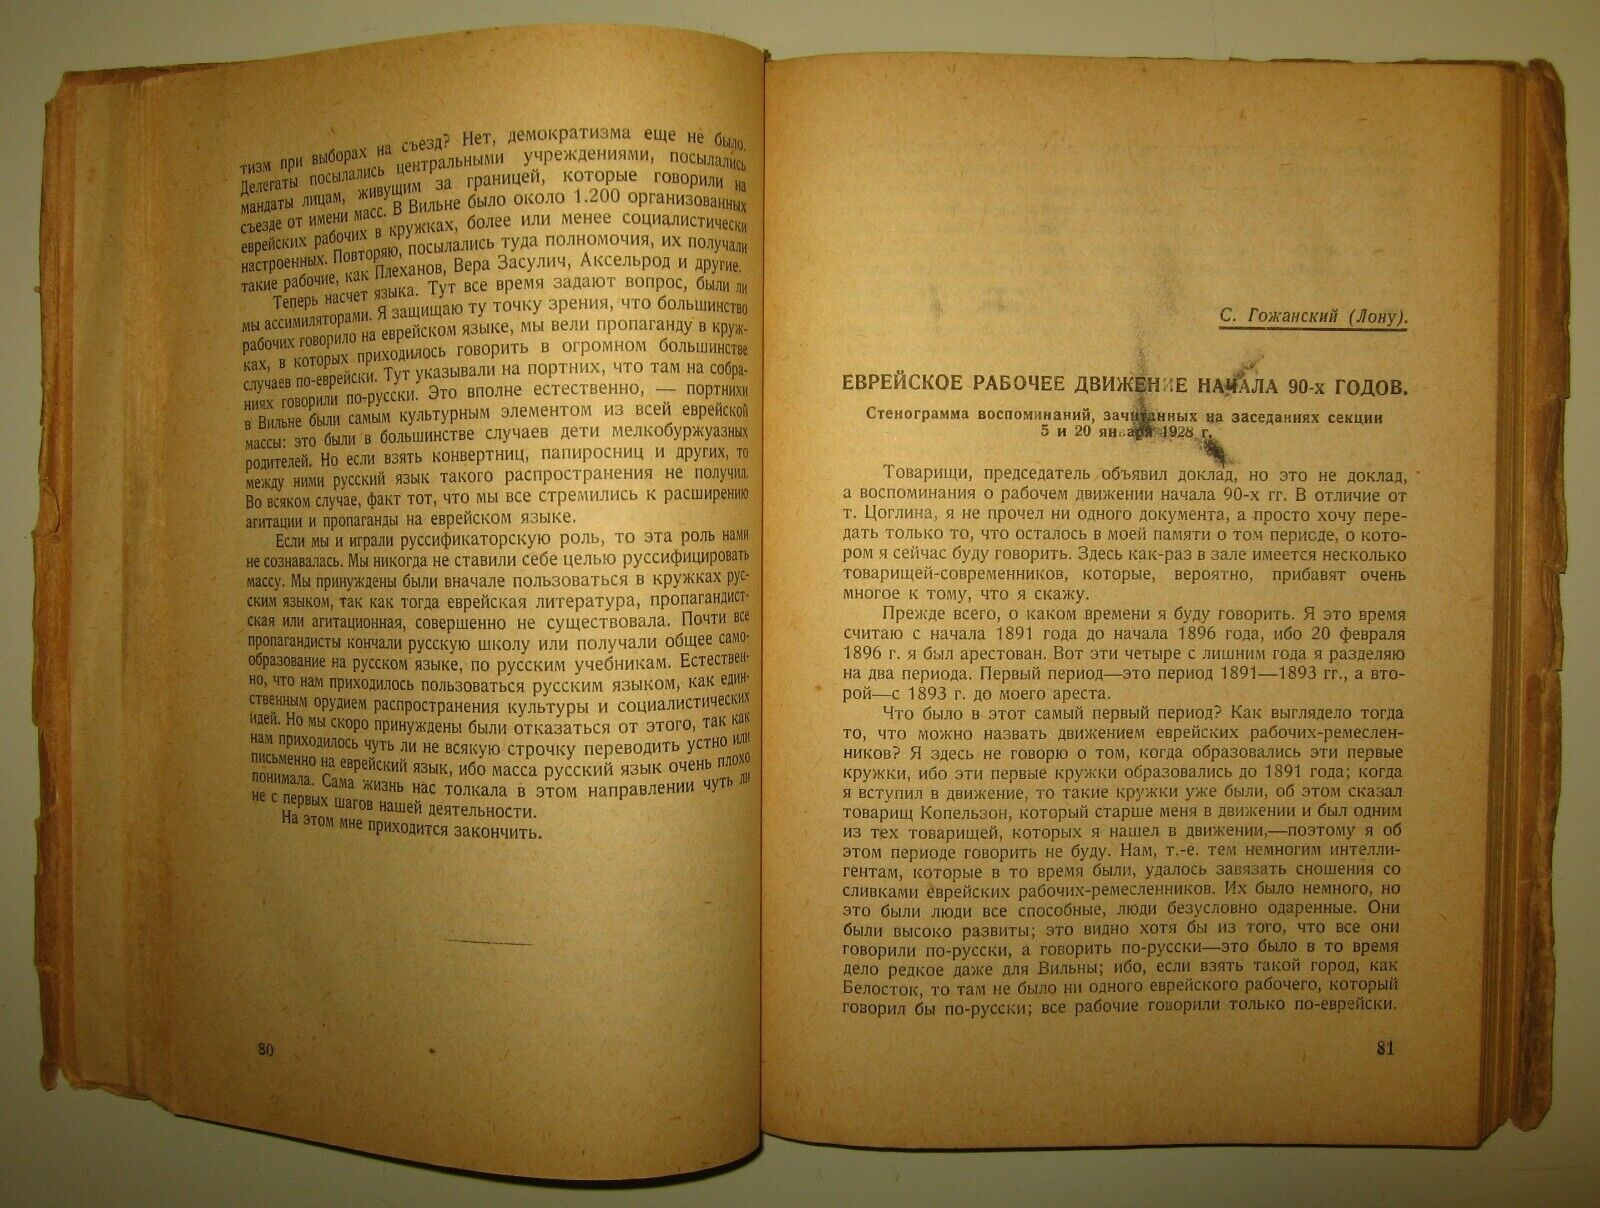 тизм при выборах на съезд? Нет, демократизма еще не было.
Делегаты посылались центральными учреждениями, посылались
мандаты лицам, живущим за границей, которые говорили на
съезде от имени масс. В Вильне было около 1.200 организованных
еврейских рабочих в кружках, более или менее социалистически
настроенных. Повторяю, посылались туда полномочия, их получали
такие рабочие, как Плеханов, Вера Засулич, Аксельрод и другие.
Теперь насчет языка. Тут все время задают вопрос, были ли
мы ассимиляторами. Я защищаю ту точку зрения, что большинство
рабочих говорило на еврейском языке, мы вели пропаганду в круж-
ках, в которых приходилось говорить в огромном большинстве
случаев по-еврейски. Тут указывали на портних, что там на собра-
ниях говорили по-русски. Это вполне естественно, — портнихи
в Вильне были самым культурным элементом из всей еврейской
массы: это были в большинстве случаев дети мелкобуржуазных
родителей. Но если взять конвертниц, папиросниц и других, то
между ними русский язык такого распространения не получил.
Во всяком случае, факт тот, что мы все стремились к расширению
агитации и пропаганды на еврейском языке.
Если мы и играли руссификаторскую роль, то эта роль нами
не сознавалась. Мы никогда не ставили себе целью руссифицировать
массу. Мы принуждены были вначале пользоваться в кружках рус-
ским языком, так как тогда еврейская литература, пропагандист-
ская или агитационная, совершенно не существовала. Почти все
пропагандисты кончали русскую школу или получали общее само-
образование на русском языке, по русским учебникам. Естествен-
но, что нам приходилось пользоваться русским языком, как един-
ственным орудием распространения культуры и социалистических
идей. Но мы скоро принуждены были отказаться от этого, так как
нам приходилось чуть ли не всякую строчку переводить устно или
письменно на еврейский язык, ибо масса русский язык очень плохо
понимала. Сама жизнь нас толкала в этом направлении чуть ли
не с первых шагов нашей деятельности.
На этом мне приходится закончить.
80
С. Гожанский (Лону).
ЕВРЕЙСКОЕ РАБОЧЕЕ ДВИЖЕНИЕ НАЧАЛА 90-х ГОДОВ.
Стенограмма воспоминаний, зачитанных на заседаниях секции
5 и 20 января 1928 г.
Товарищи, председатель объявил доклад, но это не доклад,
а воспоминания о рабочем движении начала 90-х гг. В отличие от
т. Цоглина, я не прочел ни одного документа, а просто хочу пере-
дать только то, что осталось в моей памяти о том периоде, о кото-
ром я сейчас буду говорить. Здесь как-раз в зале имеется несколько
товарищей-современников, которые, вероятно, прибавят очень
многое к тому, что я скажу.
Прежде всего, о каком времени я буду говорить. Я это время
считаю с начала 1891 года до начала 1896 года, ибо 20 февраля
1896 г. я был арестован. Вот эти четыре с лишним года я разделяю
на два периода. Первый период—это период 1891—1893 гг., а вто-
рой—с 1893 г. до моего ареста.
Что было в этот самый первый период? Как выглядело тогда
то, что можно назвать движением еврейских рабочих-ремеслен-
ников? Я здесь не говорю о том, когда образовались эти первые
кружки, ибо эти первые кружки образовались до 1891 года; когда
я вступил в движение, то такие кружки уже были, об этом сказал
товарищ Копельзон, который старше меня в движении и был одним
из тех товарищей, которых я нашел в движении,—поэтому я об
этом периоде говорить не буду. Нам, т.-е. тем немногим интелли-
гентам, которые в то время были, удалось завязать сношения со
сливками еврейских рабочих-ремесленников. Их было немного, но
это были люди все способные, люди безусловно одаренные. Они
были высоко развиты; это видно хотя бы из того, что все они
говорили по-русски, а говорить по-русски—это было в то время
дело редкое даже для Вильны; ибо, если взять такой город, как
Белосток, то там не было ни одного еврейского рабочего, который
говорил бы по-русски; все рабочие говорили только по-еврейски.
81